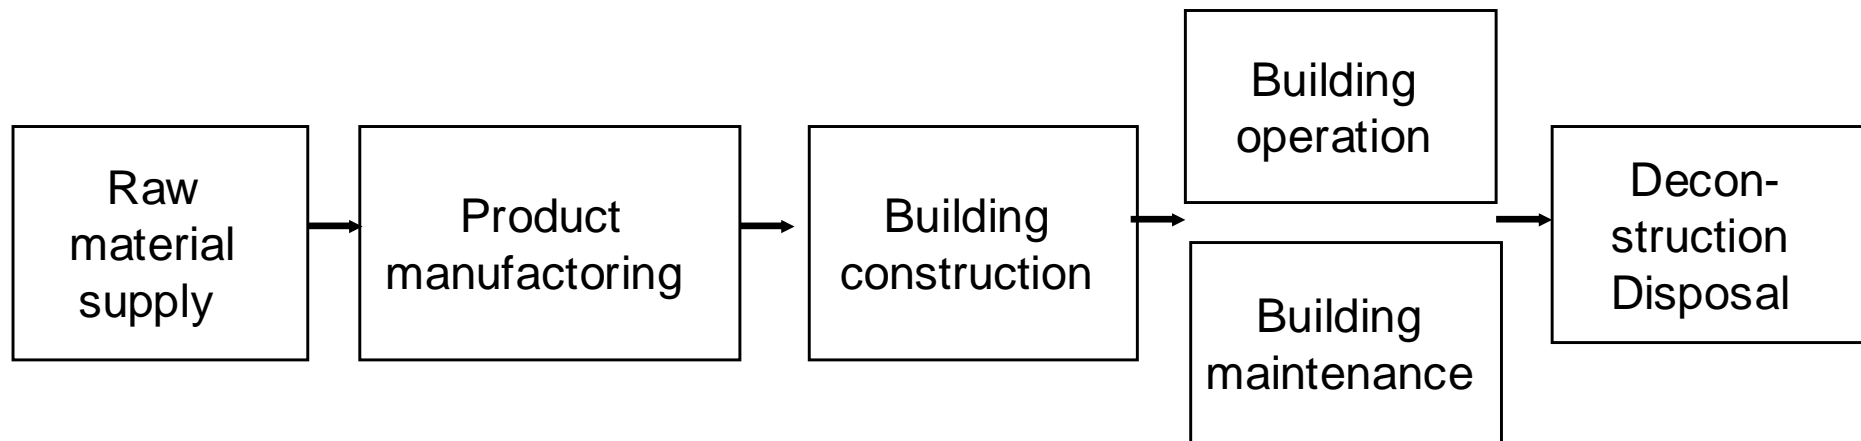 Raw
material
supply
Product
manufactoring
Building
construction
Building
operation
Building
maintenance
Decon-
struction
Disposal